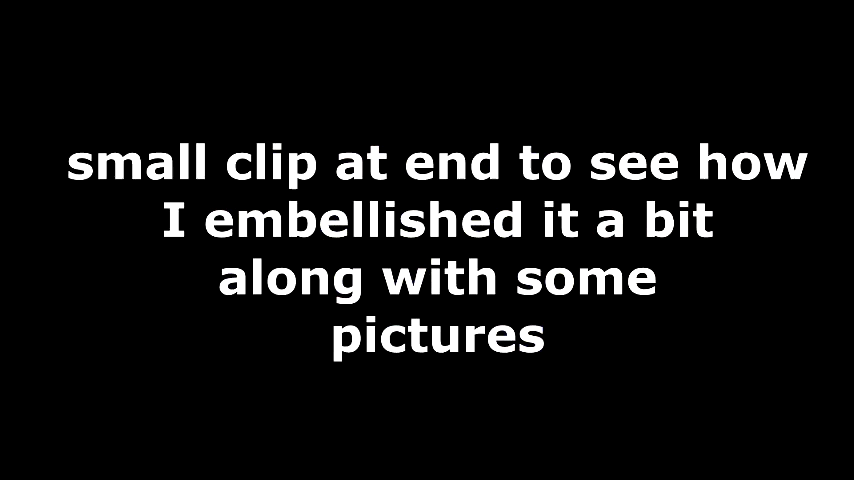 small clip at end to see how
I embellished it a bit
along with some
pictures